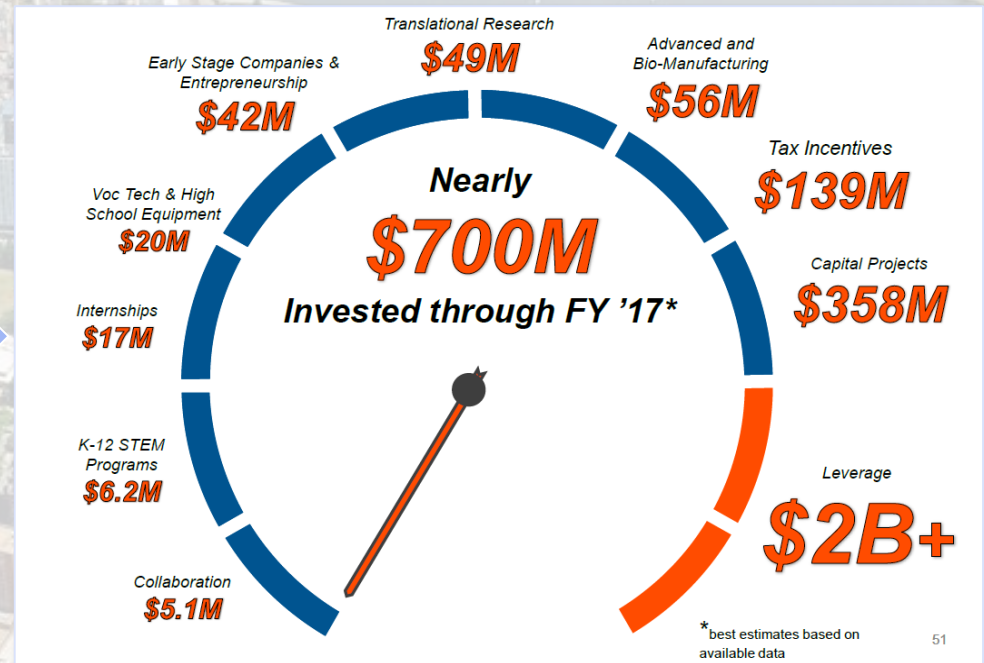 Translational Research
$49M
Early Stage Companies &
Entrepreneurship
$42M
Advanced and
Bio-Manufacturing
$56M
Tax Incentives
$139M
Voc Tech & High
School Equipment
$20M
Nearly
$700M
Invested through FY ’17*
Capital Projects
$358M
Internships
$17M
K-12 STEM
Programs
$6.2M
Leverage
$2B+
Collaboration
$5.1M
*best estimates based on
available data
51